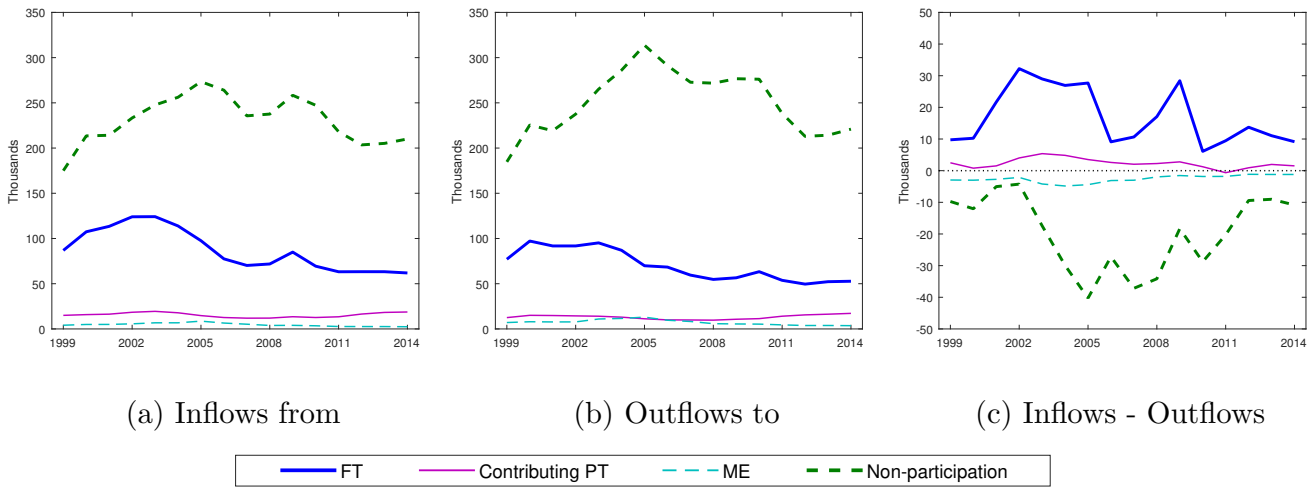 350
300
250
200
150
100
50
0
Thousands
1999 2002 2005 2008 2011 2014
(a) Inflows from
350
300
250
200
150
100
50
0
Thousands
1999 2002 2005 2008 2011 2014
(b) Outflows to
50
40
30
20
10
0
-10
-20
-30
-40
-50
Thousands
1999 2002 2005 2008 2011 2014
(c) Inflows - Outflows
FT Contributing PT ME Non-participation